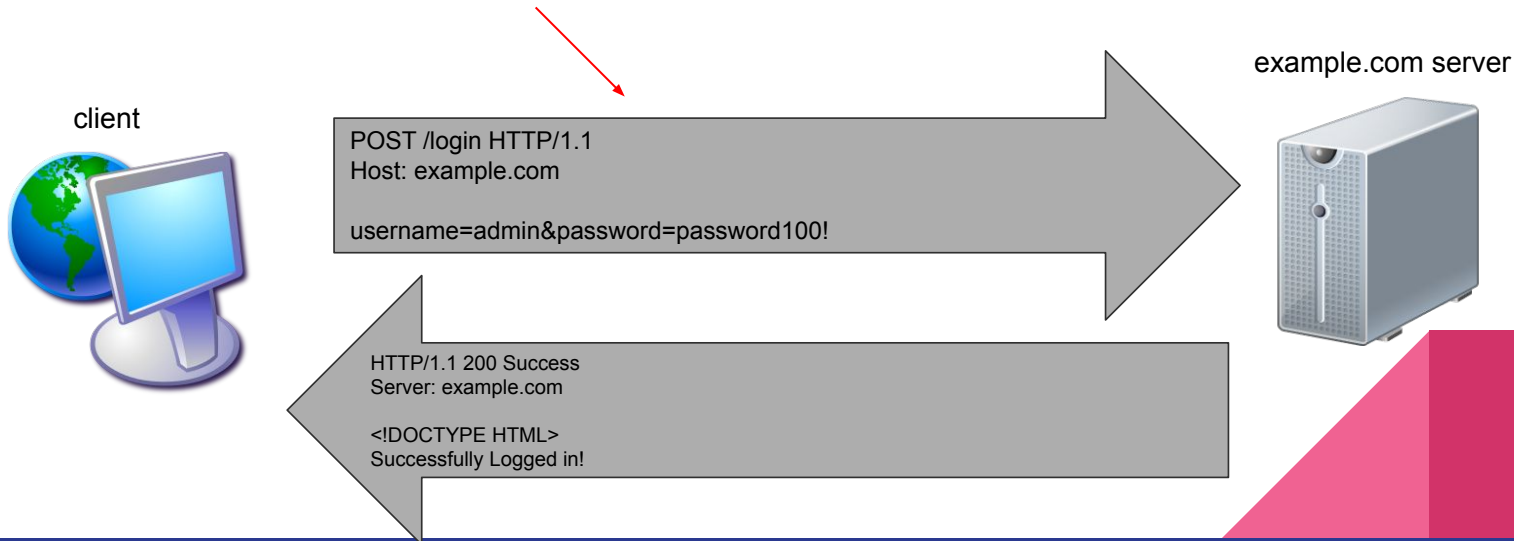 client
example.com server
POST /login HTTP/1.1
Host: example.com
username=admin&password=password100!
HTTP/1.1 200 Success
Server: example.com
<!DOCTYPE HTML>
Successfully Logged in!